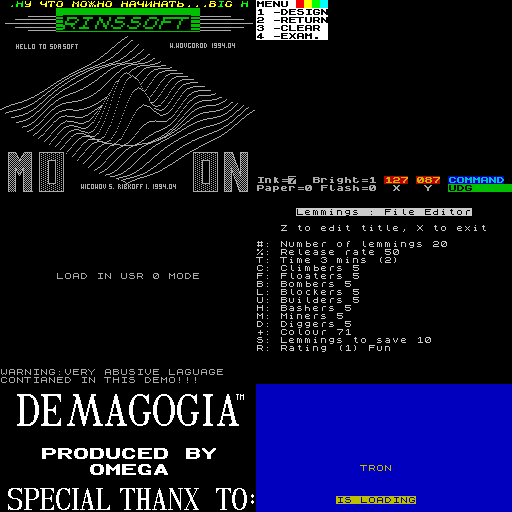 .НУ ЧТО МОЖНО НАЧИНАТЬ...BIG H
RINSSOFT
HELLO TO SDASOFT
N.NOVGOROD 1994.04
MO ON
NICONOV S. RIBKOFF I. 1994.04
MENU
1 -DESIGN
2 -RETURN
3 -CLEAR
4 -EXAM.
Ink=7 Bright=1 127 087 COMMAND
Paper=0 Flash=0 X Y UDG
LOAD IN USR 0 MODE
WARNING:VERY ABUSIVE LAGUAGE
CONTIANED IN THIS DEMO!!!
Lemmings : File Editor
Z to edit title, X to exit
#: Number of lemmings 20
%: Release rate 50
T: Time 3 mins (2)
C: Climbers 5
F: Floaters 5
B: Bombers 5
L: Blockers 5
U: Builders 5
H: Bashers 5
M: Miners 5
D: Diggers 5
+: Colour 71
S: Lemmings to save 10
R: Rating (1) Fun
DEMAGOGIA™
PRODUCED BY
OMEGA
SPECIAL THANX TO:
TRON
IS LOADING